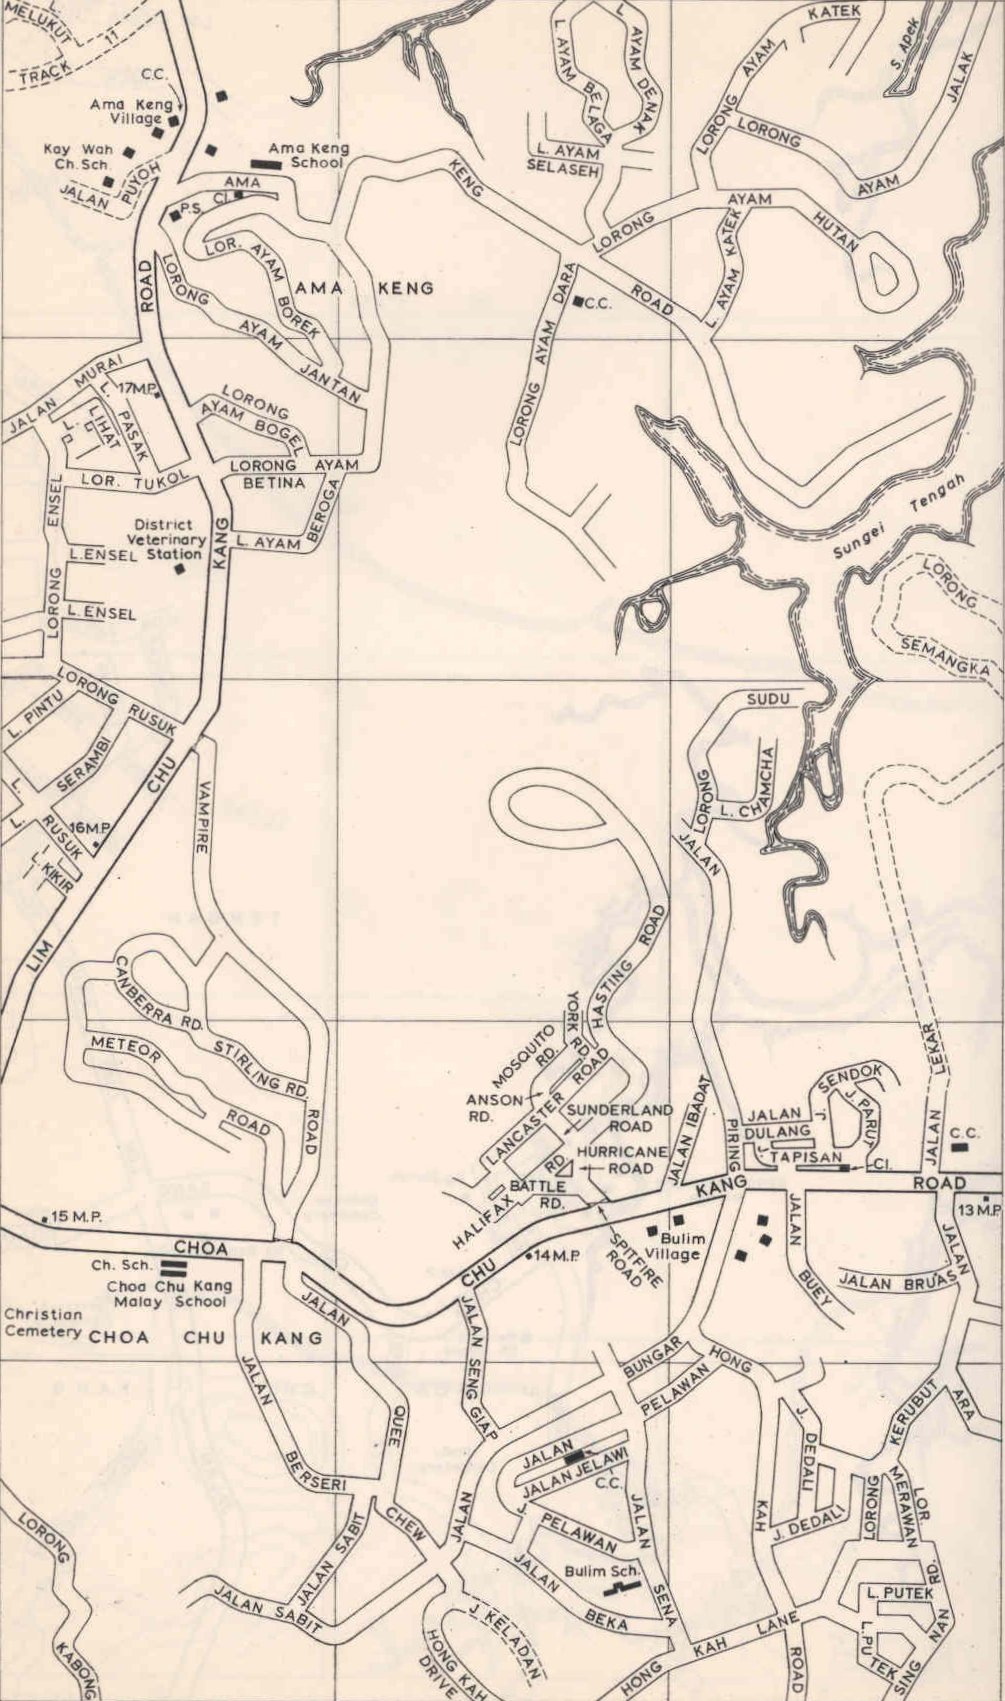 L.
MELUKUT
TRACK 11
C.C.
Ama Keng
Village
Kay Wah
Ch. Sch.
JALAN PUYOH
Ama Keng
School
AMA KENG ROAD
CI.
P.S.
LOR. AYAM BOREK
LORONG AYAM JANTAN
AMA KENG
L. AYAM BELAGA
L. AYAM DENAK
L. AYAM
SELASEH
LORONG AYAM KATEK
LORONG AYAM
JALAK
S. Apek
LORONG AYAM HUTAN
L. AYAM KATEK
LORONG AYAM DARA
C.C.
JALAN MURAI
17 M.P.
L. PASAK
L. LIHAT
LOR. TUKOL
LORONG
AYAM BOGEL
LORONG AYAM
BETINA
BEROGA
L. AYAM
District
Veterinary
Station
LORONG ENSEL
L. ENSEL
L. ENSEL
Sungei Tengah
LORONG
SEMANGKA
LORONG RUSUK
L. PINTU
SERAMBI
L.
L.
RUSUK
16 M.P.
L. KIKIR
LIM CHU KANG ROAD
VAMPIRE ROAD
LORONG SUDU
L. CHAMCHA
JALAN PIRING
CANBERRA RD.
STIRLING RD.
METEOR ROAD
HASTING ROAD
YORK RD
MOSQUITO
RD.
ANSON
RD.
LANCASTER ROAD
SUNDERLAND
ROAD
HURRICANE
ROAD
BATTLE
RD.
HALIFAX RD.
SPITFIRE
ROAD
JALAN IBADAT
JALAN
DULANG
J.
TAPISAN
J.
SENDOK
J. PARUT
CI.
JALAN LEKAR
C.C.
13 M.P.
15 M.P.
CHOA CHU KANG ROAD
14 M.P.
Ch. Sch.
Choa Chu Kang
Malay School
Christian
Cemetery
CHOA CHU KANG
Bulim
Village
JALAN BUEY
JALAN BRUAS
JALAN KERUBUT
ARA
JALAN QUEE CHEW
JALAN BERSERI
JALAN SENG GIAP
JALAN BUNGAR
PELAWAN
HONG KAH ROAD
J. DEDALI
J. DEDALI
JALAN
JALAN JELAWI
C.C.
J. PELAWAN
JALAN SENA
JALAN BEKA
Bulim Sch.
JALAN SABIT
JALAN SABIT
J. KELADAN
HONG KAH
DRIVE
HONG KAH LANE
LORONG
LOR
MERAWAN
L. PUTEK
L. PUTEK
NAN SING RD.
LORONG KABONG